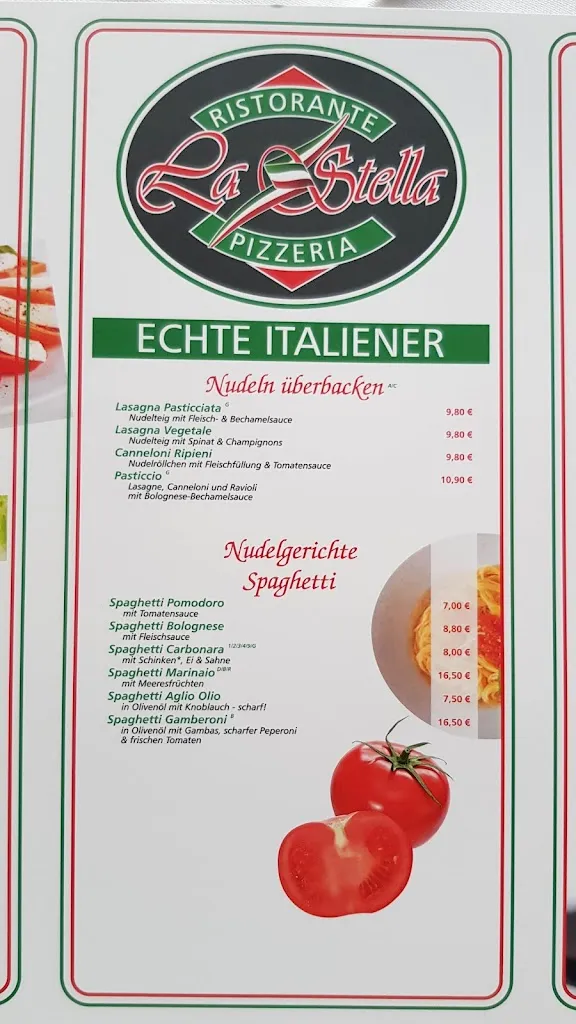 RISTORANTE
La Stella
PIZZERIA
ECHTE ITALIENER
Nudeln überbacken A/C
Lasagna Pasticciata G 9,80 €
Nudelteig mit Fleisch- & Bechamelsauce
Lasagna Vegetale 9,80 €
Nudelteig mit Spinat & Champignons
Canneloni Ripieni 9,80 €
Nudelröllchen mit Fleischfüllung & Tomatensauce
Pasticcio G 10,90 €
Lasagne, Canneloni und Ravioli
mit Bolognese-Bechamelsauce
Nudelgerichte
Spaghetti
Spaghetti Pomodoro 7,00 €
mit Tomatensauce
Spaghetti Bolognese 8,80 €
mit Fleischsauce
Spaghetti Carbonara 8,00 €
mit Schinken*, Ei & Sahne
Spaghetti Marinaio D/B/R 16,50 €
mit Meeresfrüchten
Spaghetti Aglio Olio 7,50 €
in Olivenöl mit Knoblauch - scharf!
Spaghetti Gamberoni B 16,50 €
in Olivenöl mit Gambas, scharfer Peperoni
& frischen Tomaten